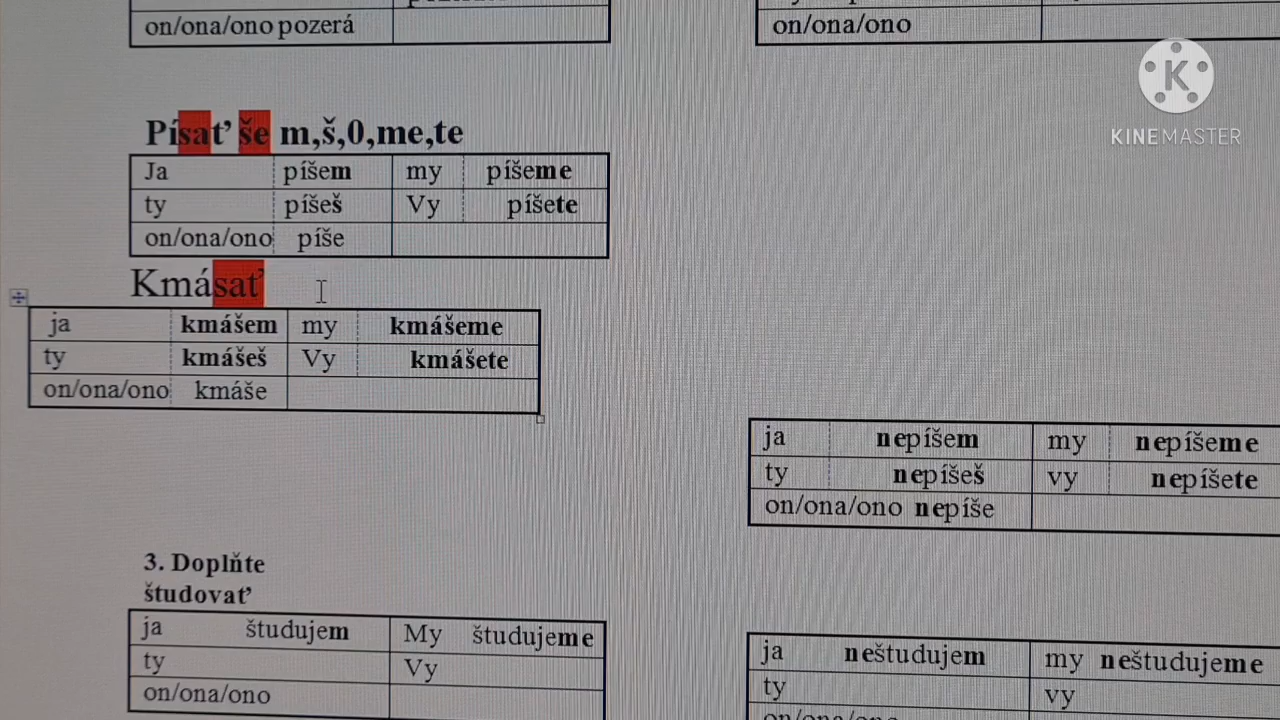 on/ona/ono pozerá
on/ona/ono
KINEMASTER
Písať še m,š,0,me,te
Ja píšem my píšeme
ty píšeš Vy píšete
on/ona/ono píše
Kmásať
ja kmášem my kmášeme
ty kmášeš Vy kmášete
on/ona/ono kmáše
ja nepíšem my nepíšeme
ty nepíšeš vy nepíšete
on/ona/ono nepíše
3. Doplňte
študovať
ja študujem My študujeme
ty Vy
on/ona/ono
ja neštudujem my neštudujeme
ty vy
on/ona/ono